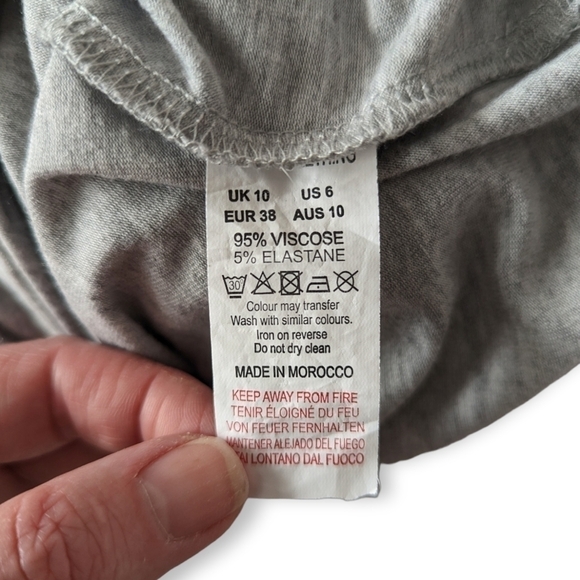 UK 10 US 6
EUR 38 AUS 10
95% VISCOSE
5% ELASTANE
30
Colour may transfer
Wash with similar colours.
Iron on reverse
Do not dry clean
MADE IN MOROCCO
KEEP AWAY FROM FIRE
TENIR ÉLOIGNÉ DU FEU
VON FEUER FERNHALTEN
MANTENER ALEJADO DEL FUEGO
LONTANO DAL FUOCO